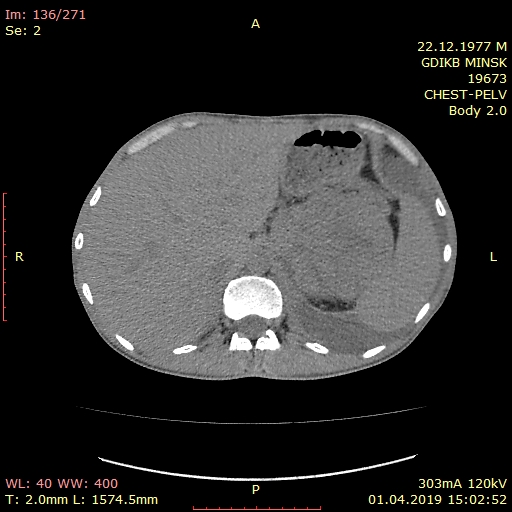 Im: 136/271
Se: 2
A
22.12.1977 M
GDIKB MINSK
19673
CHEST-PELV
Body 2.0
R
L
WL: 40 WW: 400
T: 2.0mm L: 1574.5mm
P
303mA 120kV
01.04.2019 15:02:52